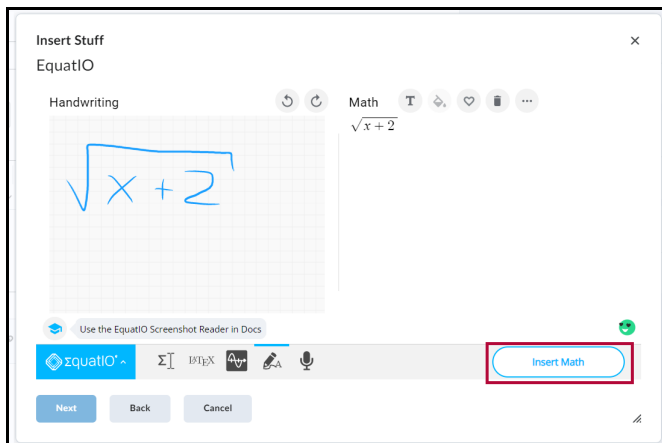 Insert Stuff
EquatIO
Handwriting
Math
T
√x + 2
√x + 2
Use the EquatIO Screenshot Reader in Docs
ΣquatIO
Σ
LATEX
A
Insert Math
Next
Back
Cancel